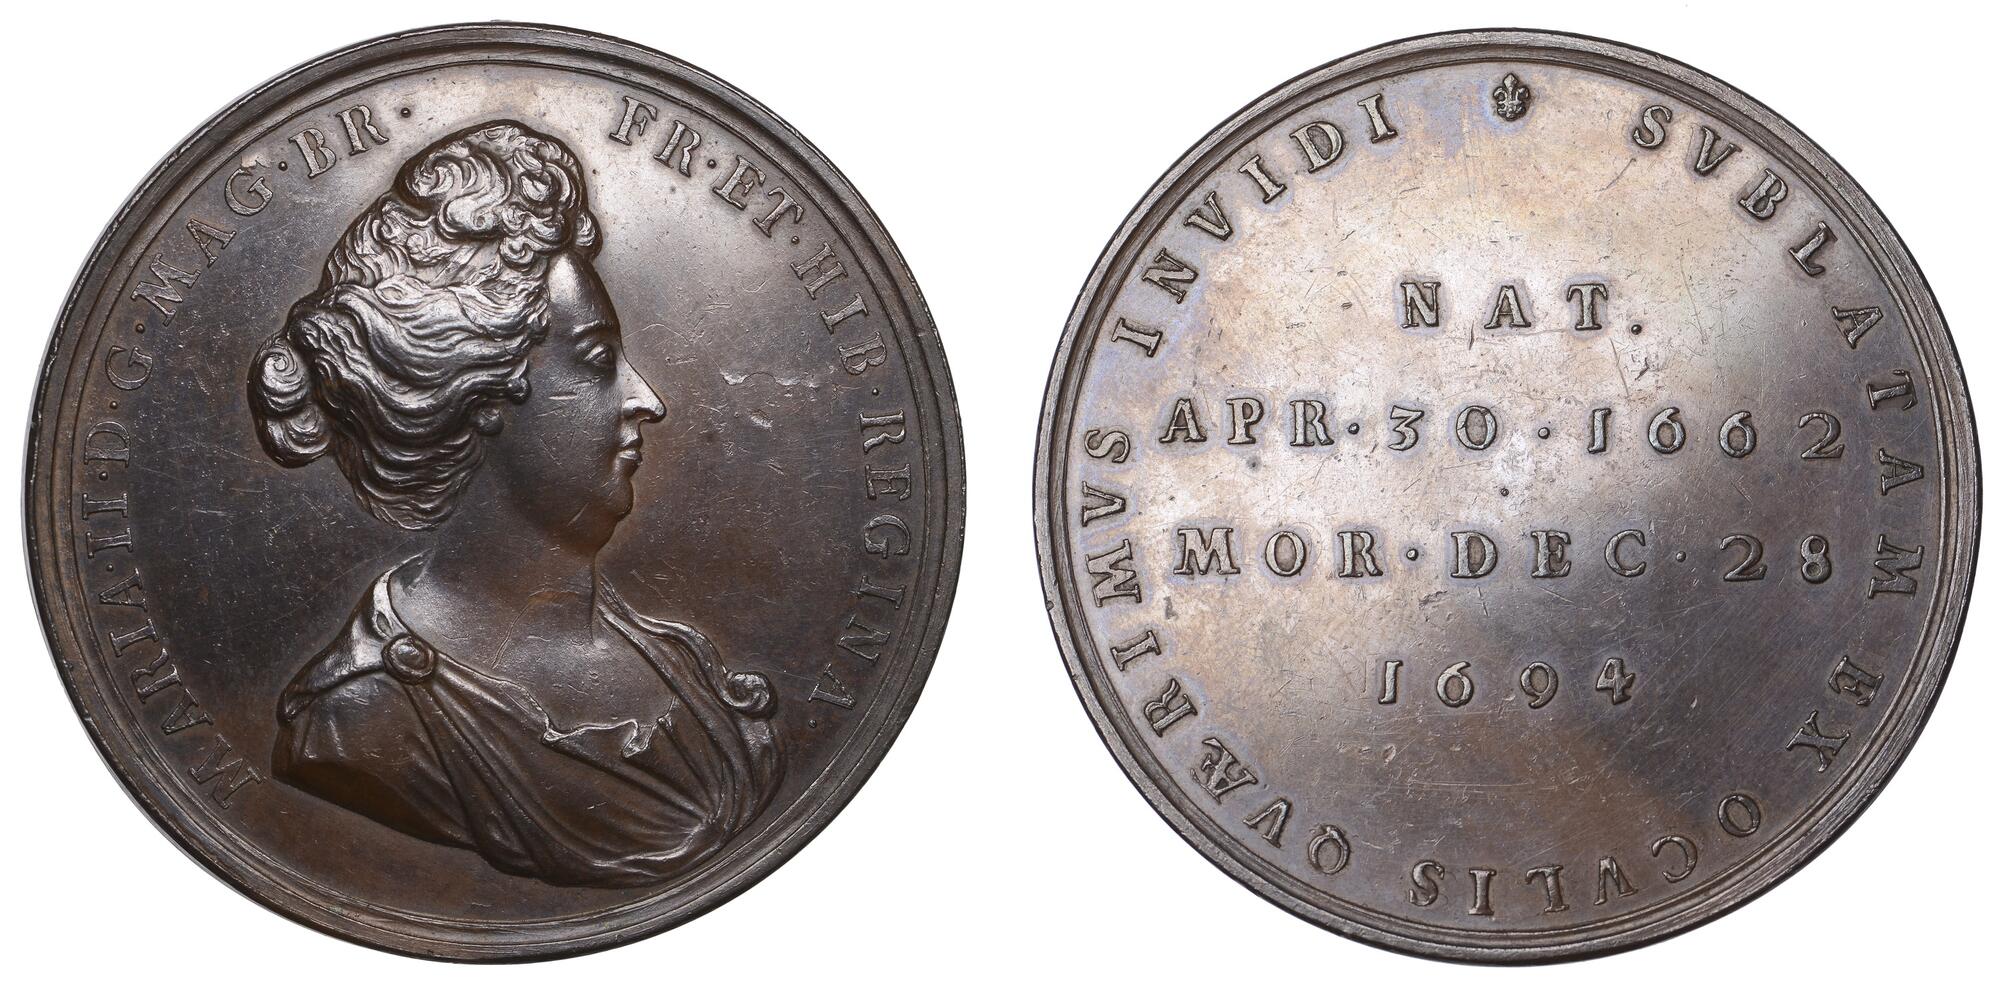 MARIA·II·D·G·MAG·BR· FR·ET·HIB·REGINA·
SVBLATAM EX OCVLIS QVÆRIMVS INVIDI
NAT.
APR·30·1662
MOR·DEC·28
1694